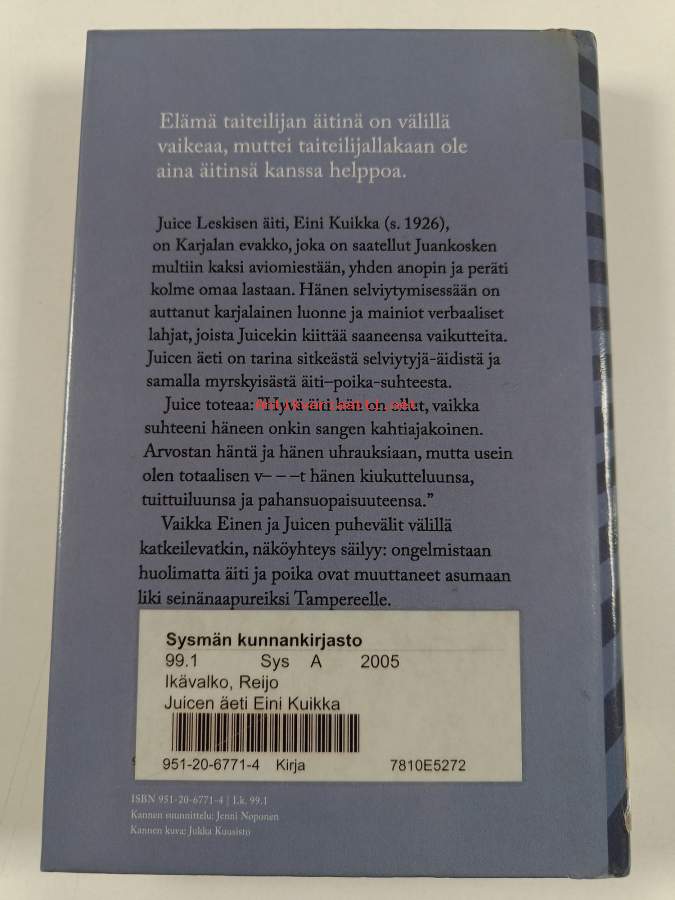 Elämä taiteilijan äitinä on välillä
vaikeaa, muttei taiteilijallakaan ole
aina äitinsä kanssa helppoa.
Juice Leskisen äiti, Eini Kuikka (s. 1926),
on Karjalan evakko, joka on saatellut Juankosken
multiin kaksi aviomiestään, yhden anopin ja peräti
kolme omaa lastaan. Hänen selviytymisessään on
auttanut karjalainen luonne ja mainiot verbaaliset
lahjat, joista Juicekin kiittää saaneensa vaikutteita.
Juicen äeti on tarina sitkeästä selviytyjä-äidistä ja
samalla myrskyisästä äiti–poika-suhteesta.
Juice toteaa: "Hyvä äiti hän on ollut, vaikka
suhteeni häneen onkin sangen kahtiajakoinen.
Arvostan häntä ja hänen uhrauksiaan, mutta usein
olen totaalisen v– – –t hänen kiukutteluunsa,
tuittuiluunsa ja pahansuopaisuuteensa."
Vaikka Einen ja Juicen puhevälit välillä
katkeilevatkin, näköyhteys säilyy: ongelmistaan
huolimatta äiti ja poika ovat muuttaneet asumaan
liki seinänaapureiksi Tampereelle.
Sysmän kunnankirjasto
99.1 Sys A 2005
Ikävalko, Reijo
Juicen äeti Eini Kuikka
951-20-6771-4 Kirja 7810E5272
ISBN 951-20-6771-4 | I.k. 99.1
Kannen suunnittelu: Jenni Noponen
Kannen kuva: Jukka Kuusisto